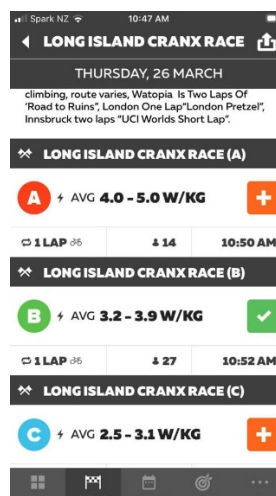 Spark NZ 10:47 AM
LONG ISLAND CRANX RACE
THURSDAY, 26 MARCH
climbing, route varies, Watopia Is Two Laps Of
'Road to Ruins", London One Lap"London Pretzel",
Innsbruck two laps "UCI Worlds Short Lap".
LONG ISLAND CRANX RACE (A)
A AVG 4.0 - 5.0 W/KG
1 LAP 14 10:50 AM
LONG ISLAND CRANX RACE (B)
B AVG 3.2 - 3.9 W/KG
1 LAP 27 10:52 AM
LONG ISLAND CRANX RACE (C)
C AVG 2.5 - 3.1 W/KG